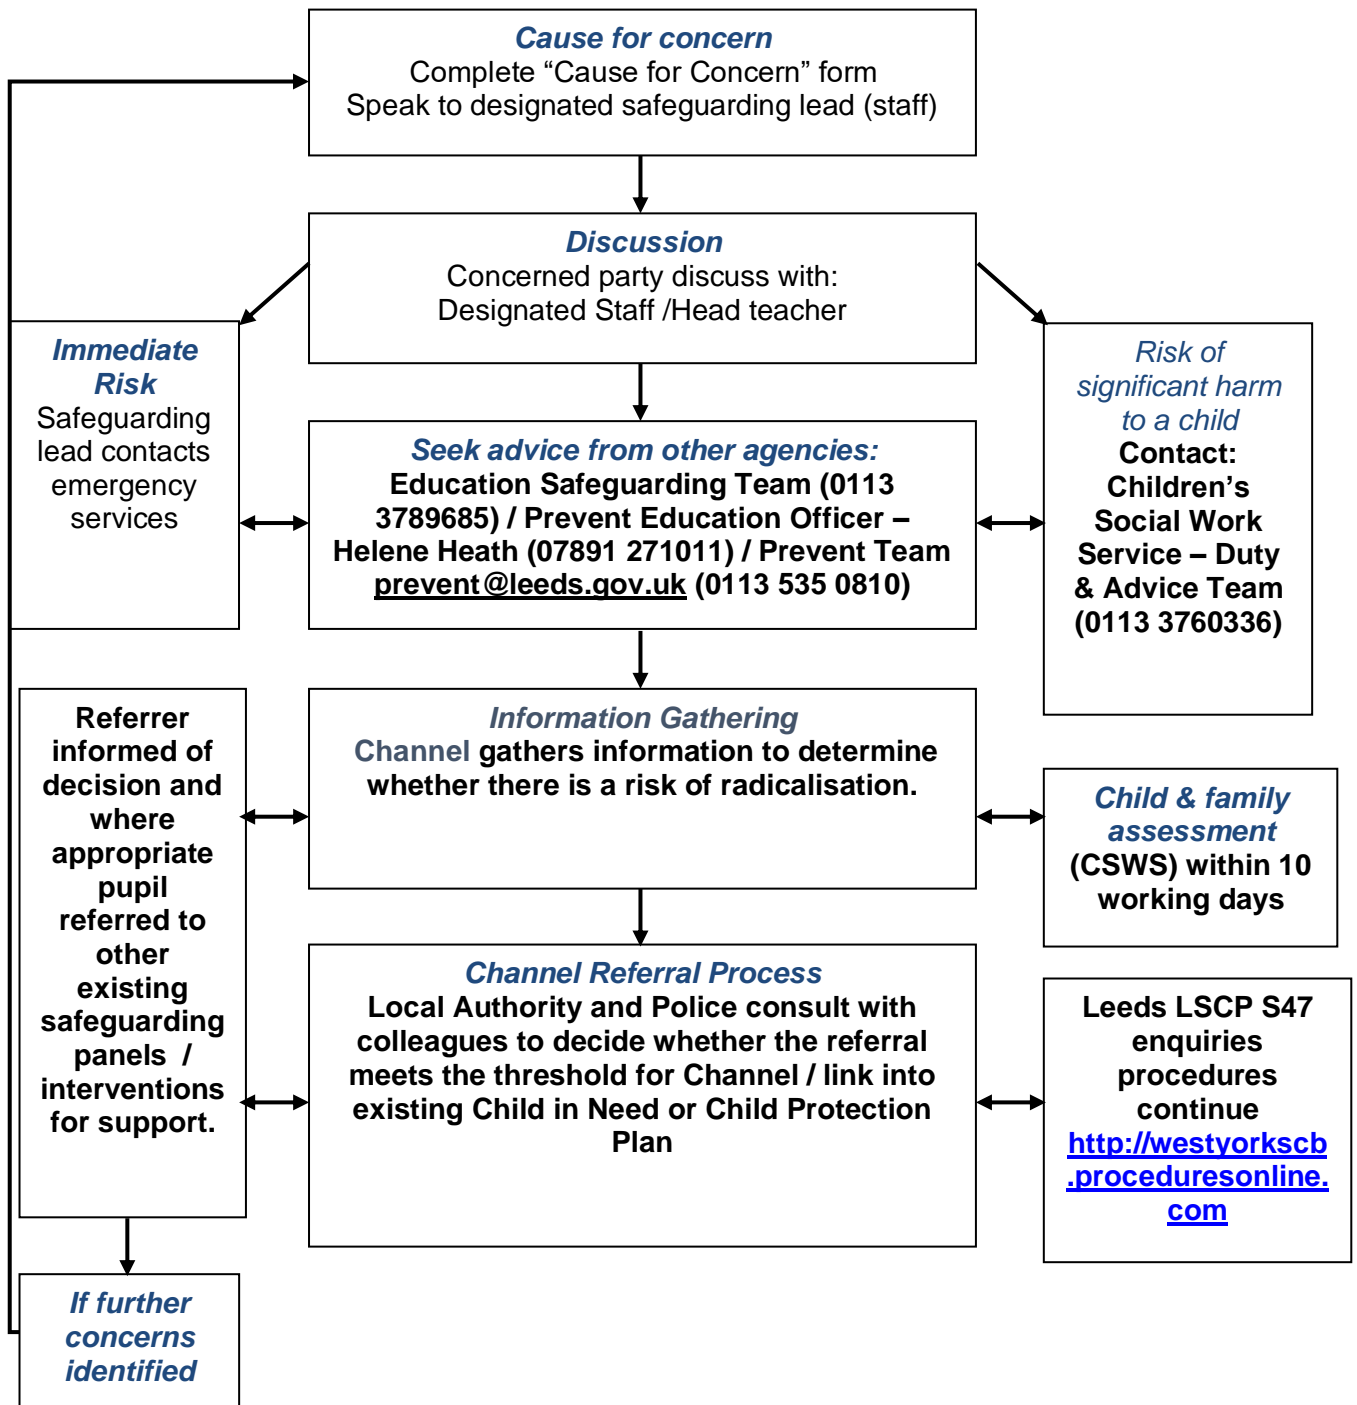 Cause for concern
Complete “Cause for Concern” form
Speak to designated safeguarding lead (staff)
Discussion
Concerned party discuss with:
Designated Staff /Head teacher
Immediate
Risk
Safeguarding
lead contacts
emergency
services
Seek advice from other agencies:
Education Safeguarding Team (0113
3789685) / Prevent Education Officer –
Helene Heath (07891 271011) / Prevent Team
prevent@leeds.gov.uk (0113 535 0810)
Risk of
significant harm
to a child
Contact:
Children’s
Social Work
Service – Duty
& Advice Team
(0113 3760336)
Referrer
informed of
decision and
where
appropriate
pupil
referred to
other
existing
safeguarding
panels /
interventions
for support.
Information Gathering
Channel gathers information to determine
whether there is a risk of radicalisation.
Child & family
assessment
(CSWS) within 10
working days
Channel Referral Process
Local Authority and Police consult with
colleagues to decide whether the referral
meets the threshold for Channel / link into
existing Child in Need or Child Protection
Plan
Leeds LSCP S47
enquiries
procedures
continue
http://westyorkscb
.proceduresonline.
com
If further
concerns
identified